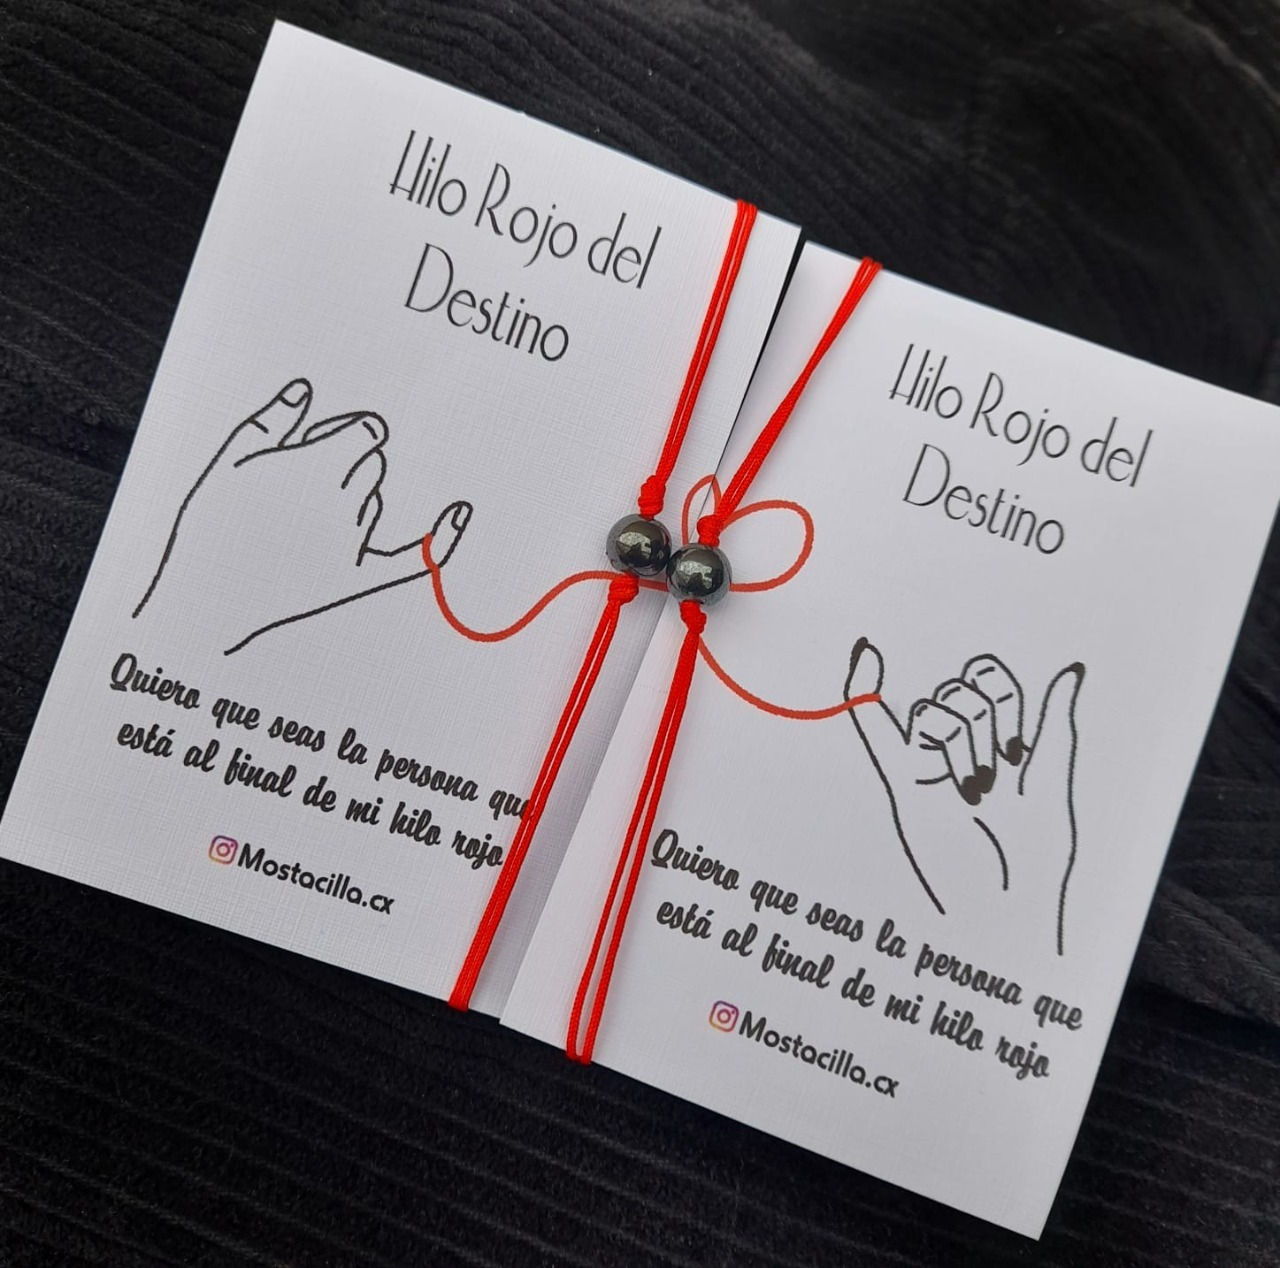 Hilo Rojo del
Destino
Quiero que seas la persona que
está al final de mi hilo rojo
Mostacilla.cx
Hilo Rojo del
Destino
Quiero que seas la persona que
está al final de mi hilo rojo
Mostacilla.cx